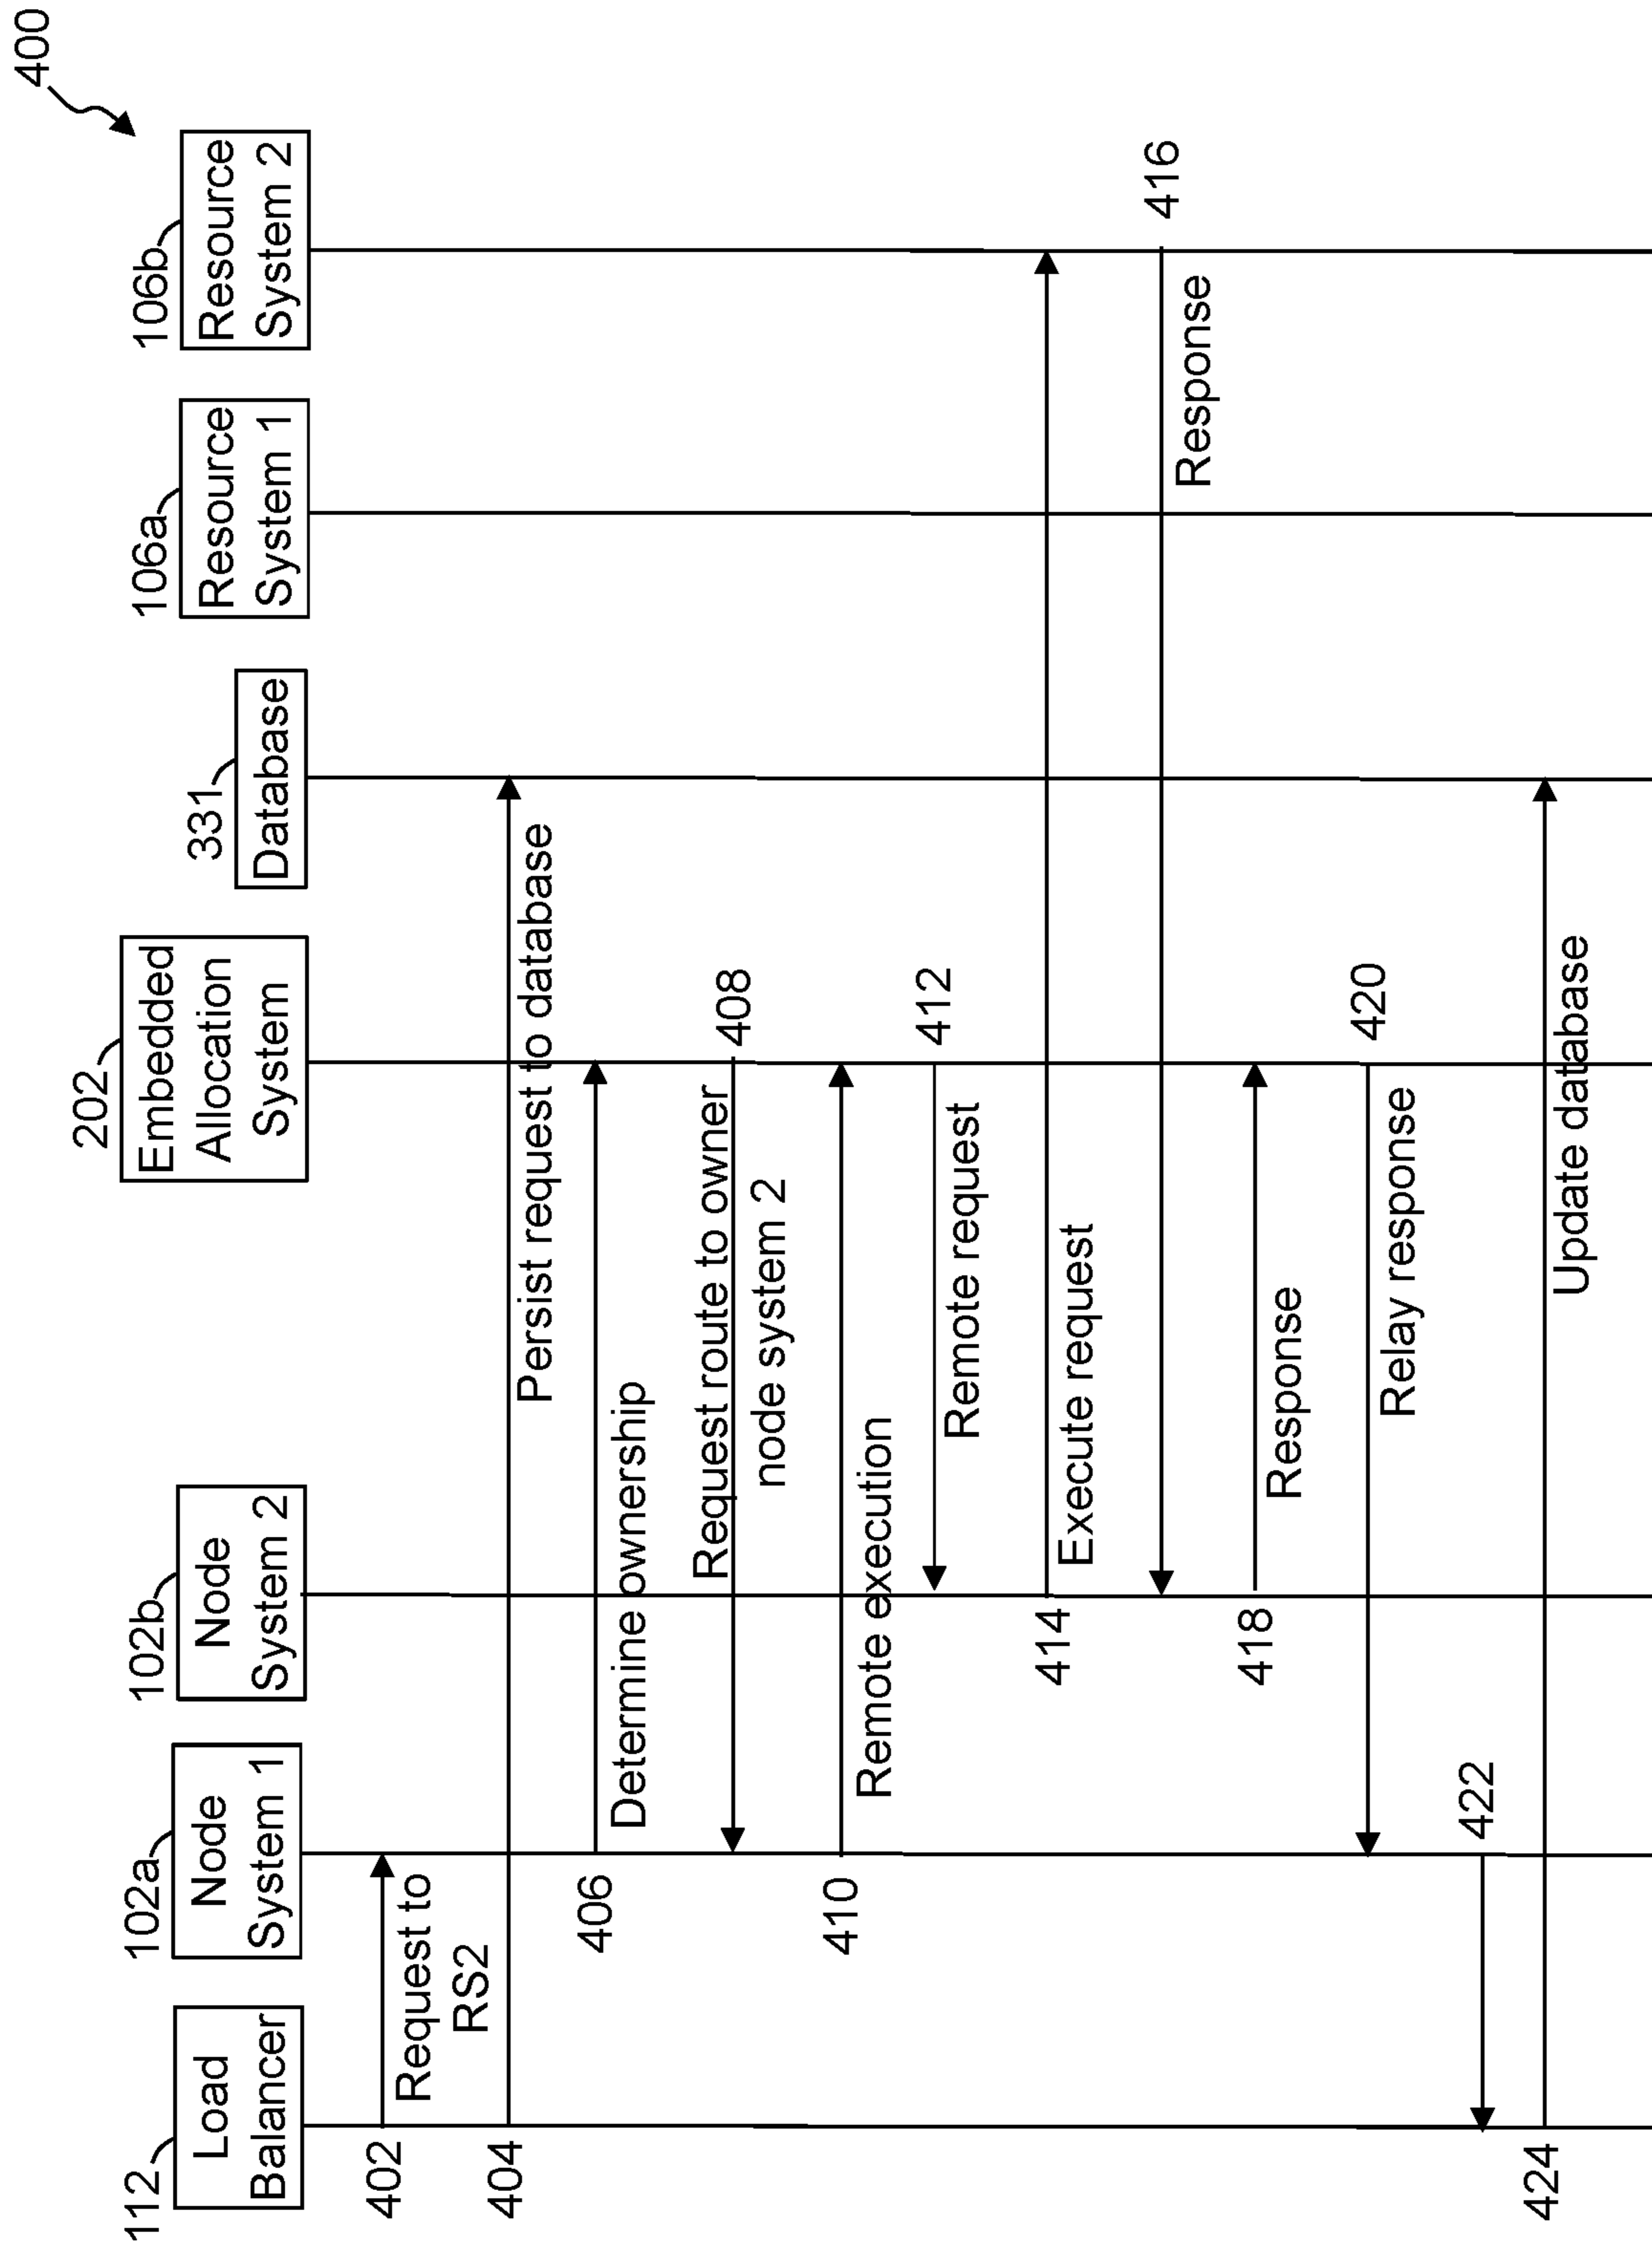 400
112
102a
102b
202
331
106a
106b
Load
Balancer
Node
System 1
Node
System 2
Embedded
Allocation
System
Database
Resource
System 1
Resource
System 2
402
Request to
RS2
404
Persist request to database
406
Determine ownership
408
Request route to owner
node system 2
410
Remote execution
412
Remote request
414
Execute request
416
Response
418
Response
420
Relay response
422
424
Update database